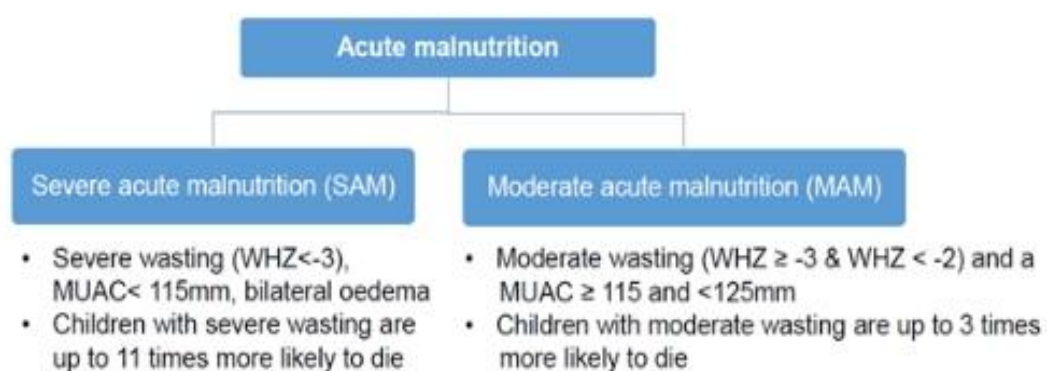 Acute malnutrition
Severe acute malnutrition (SAM)
• Severe wasting (WHZ<-3),
MUAC< 115mm, bilateral oedema
• Children with severe wasting are
up to 11 times more likely to die
Moderate acute malnutrition (MAM)
• Moderate wasting (WHZ ≥ -3 & WHZ < -2) and a
MUAC ≥ 115 and <125mm
• Children with moderate wasting are up to 3 times
more likely to die